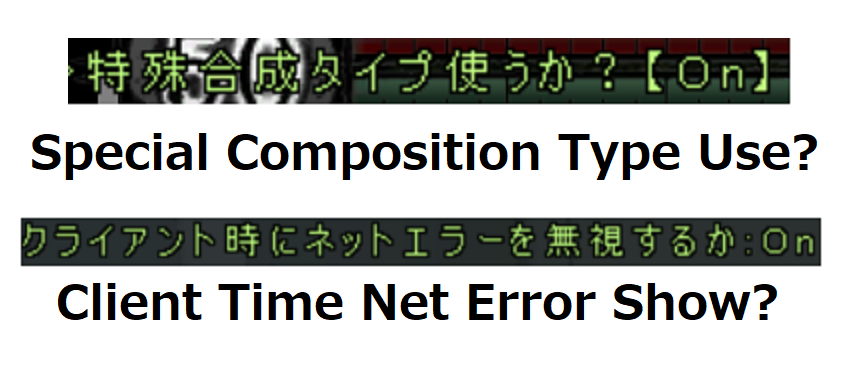 特殊合成タイプ使うか？【On】
Special Composition Type Use?
クライアント時にネットエラーを無視するか:On
Client Time Net Error Show?